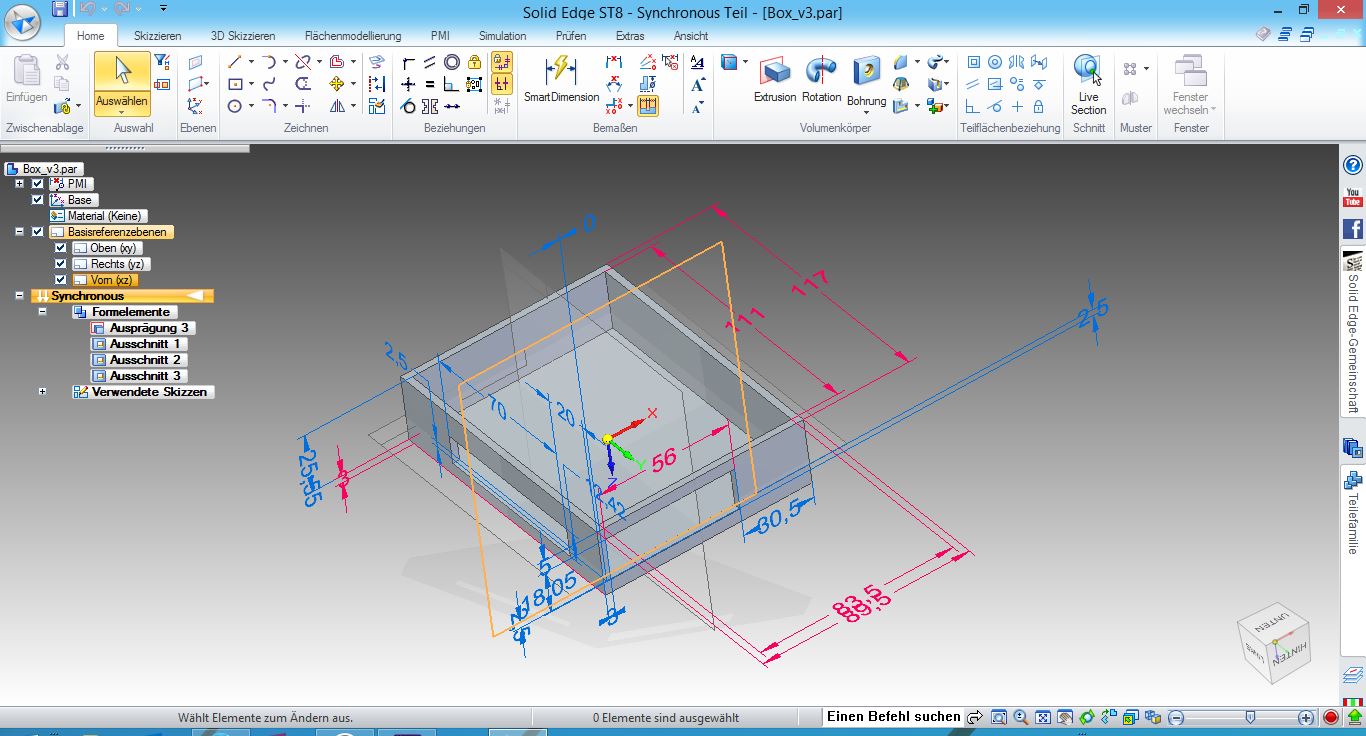 Solid Edge ST8 - Synchronous Teil - [Box_v3.par]
Home Skizzieren 3D Skizzieren Flächenmodellierung PMI Simulation Prüfen Extras Ansicht
Einfügen Auswählen SmartDimension Extrusion Rotation Bohrung Live Section Fenster wechseln
Zwischenablage Auswahl Ebenen Zeichnen Beziehungen Bemaßen Volumenkörper Teilflächenbeziehung Schnitt Muster Fenster
Box_v3.par
PMI
Base
Material (Keine)
Basisreferenzebenen
Oben (xy)
Rechts (yz)
Vorn (xz)
Synchronous
Formelemente
Ausprägung 3
Ausschnitt 1
Ausschnitt 2
Ausschnitt 3
Verwendete Skizzen
0
117
111
2,5
2,5
70
20
X
Y
Z
56
25,55
3
30,5
5
18,05
3
83,5
89,5
UNTEN
LINKS
HINTEN
You Tube
Solid Edge-Gemeinschaft
Teilefamilie
Wählt Elemente zum Ändern aus.
0 Elemente sind ausgewählt
Einen Befehl suchen